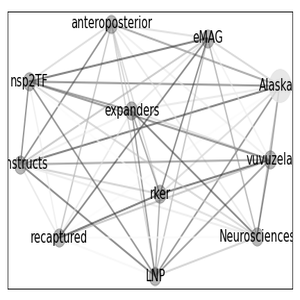 anteroposterior
eMAG
nsp2TF
Alaska
expanders
nstructs
vuvuzela
rker
recaptured
Neurosciences
LNP